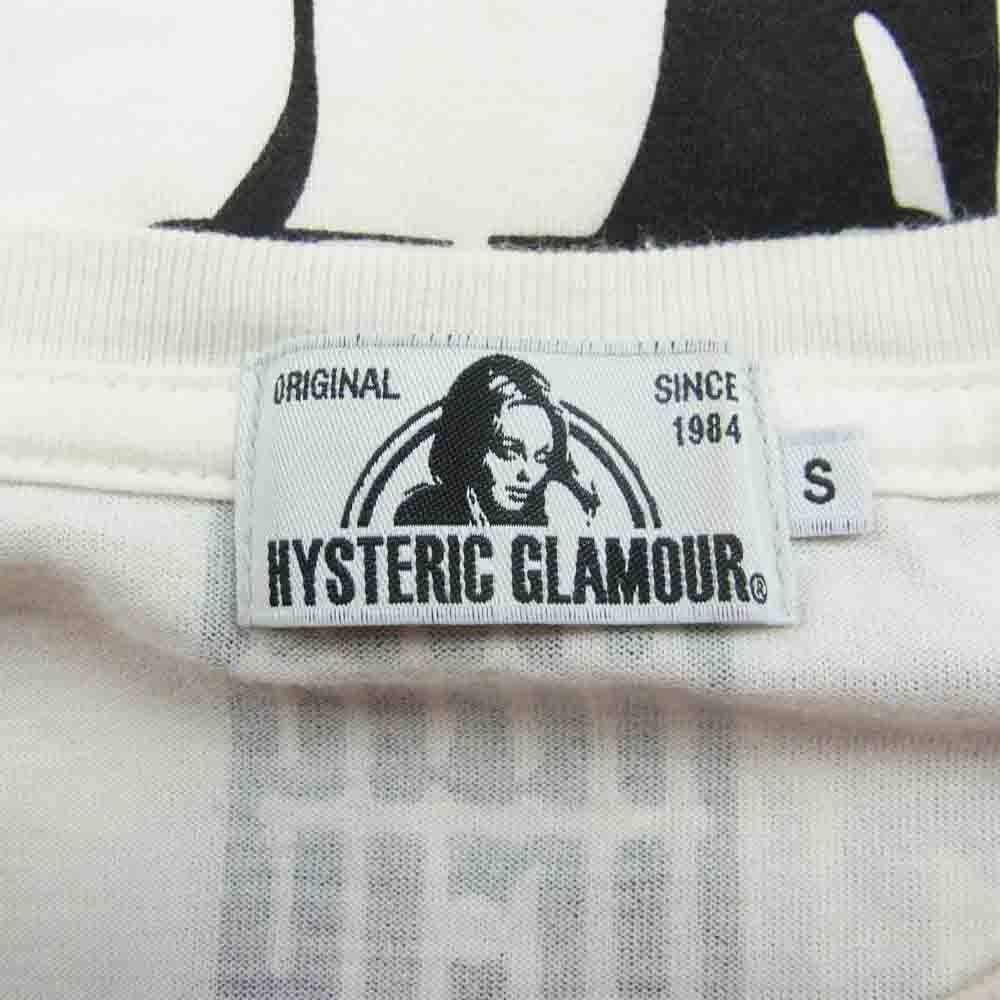 ORIGINAL
SINCE
1984
HYSTERIC GLAMOUR®
S